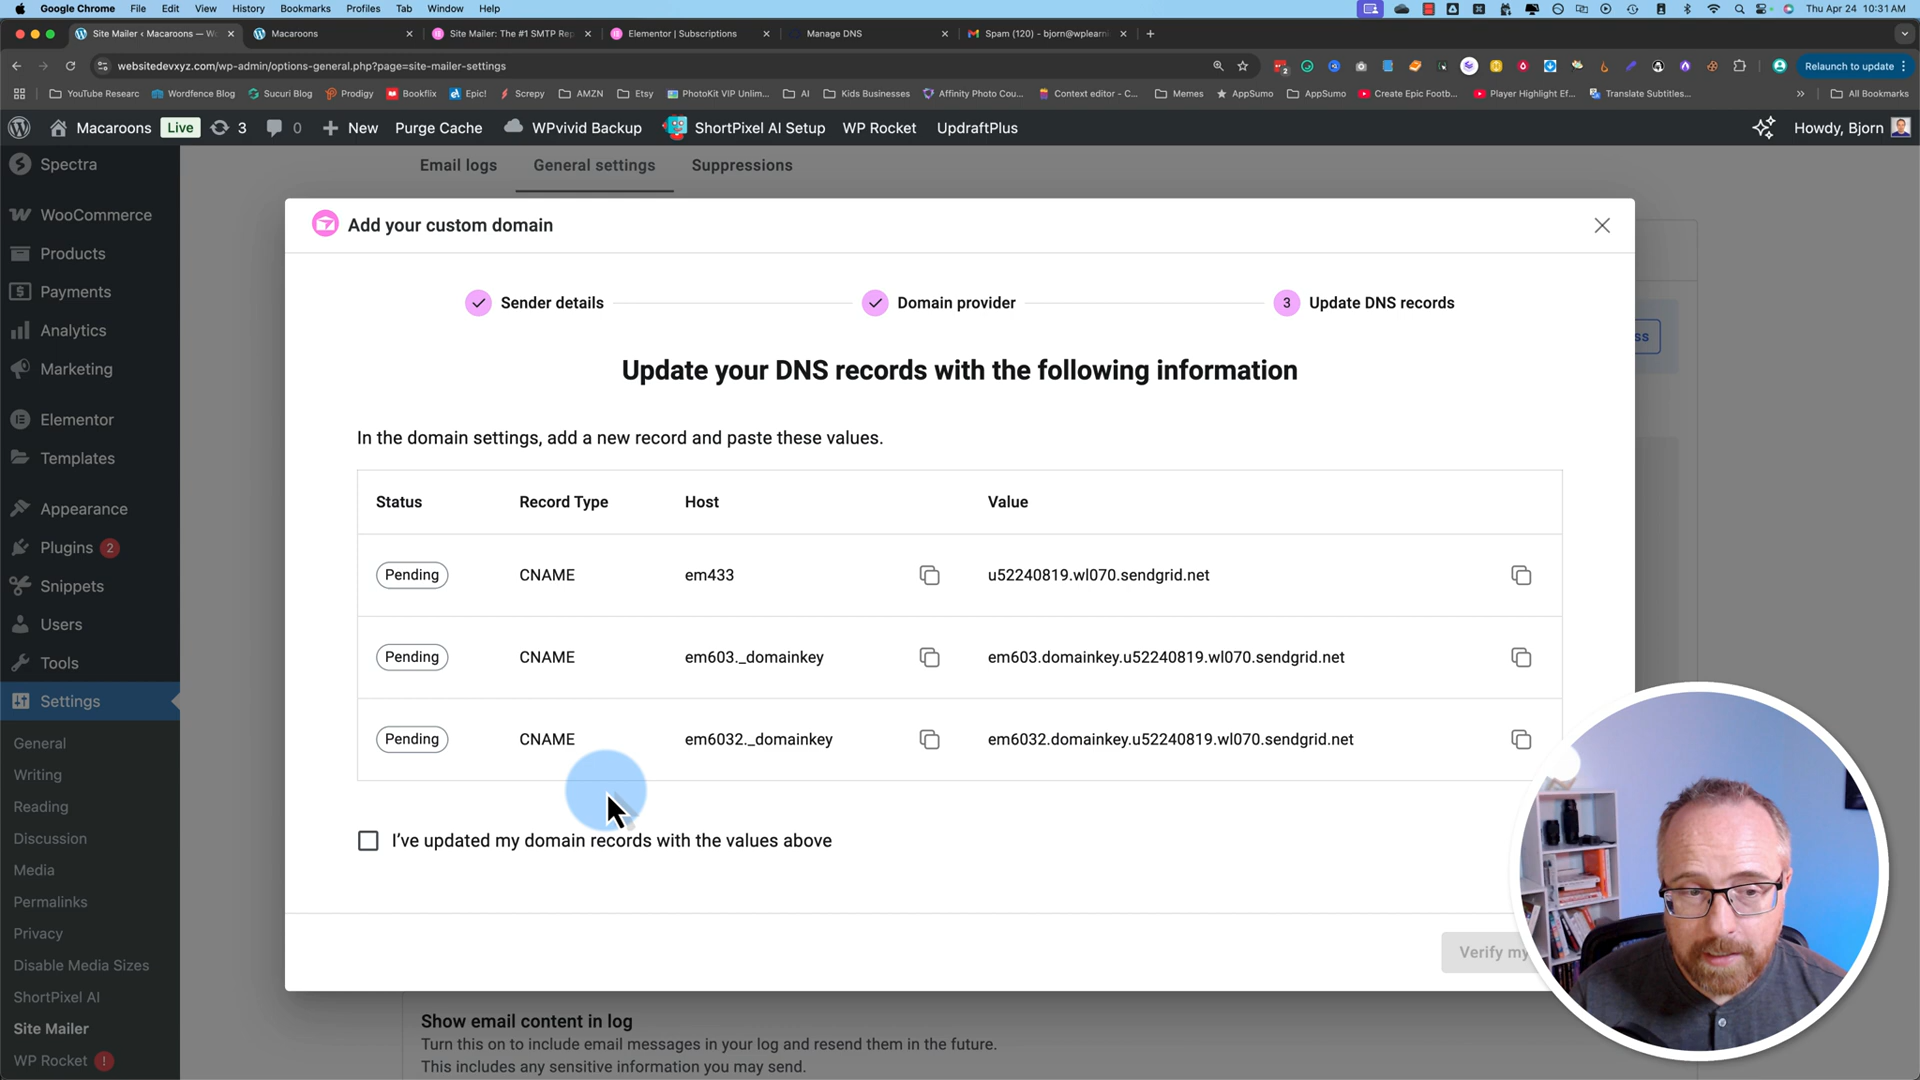 Google Chrome File Edit View History Bookmarks Profiles Tab Window Help
Thu Apr 24 10:31 AM
Site Mailer ‹ Macaroons — W
Macaroons
Site Mailer: The #1 SMTP Rep
Elementor | Subscriptions
Manage DNS
Spam (120) - bjorn@wplearn
websitedevxyz.com/wp-admin/options-general.php?page=site-mailer-settings
Relaunch to update
YouTube Researc Wordfence Blog Sucuri Blog Prodigy Bookflix Epic! Screpy AMZN Etsy PhotoKit VIP Unlim... AI Kids Businesses Affinity Photo Cou... Context editor - C... Memes AppSumo AppSumo Create Epic Footb... Player Highlight Ef... Translate Subtitles... » All Bookmarks
Macaroons Live 3 0 New Purge Cache WPvivid Backup ShortPixel AI Setup WP Rocket UpdraftPlus Howdy, Bjorn
Spectra
WooCommerce
Products
Payments
Analytics
Marketing
Elementor
Templates
Appearance
Plugins 2
Snippets
Users
Tools
Settings
General
Writing
Reading
Discussion
Media
Permalinks
Privacy
Disable Media Sizes
ShortPixel AI
Site Mailer
WP Rocket !
Email logs General settings Suppressions
Add your custom domain
Sender details
Domain provider
3 Update DNS records
Update your DNS records with the following information
In the domain settings, add a new record and paste these values.
Status Record Type Host Value
Pending CNAME em433 u52240819.wl070.sendgrid.net
Pending CNAME em603._domainkey em603.domainkey.u52240819.wl070.sendgrid.net
Pending CNAME em6032._domainkey em6032.domainkey.u52240819.wl070.sendgrid.net
I've updated my domain records with the values above
Verify my
Show email content in log
Turn this on to include email messages in your log and resend them in the future.
This includes any sensitive information you may send.